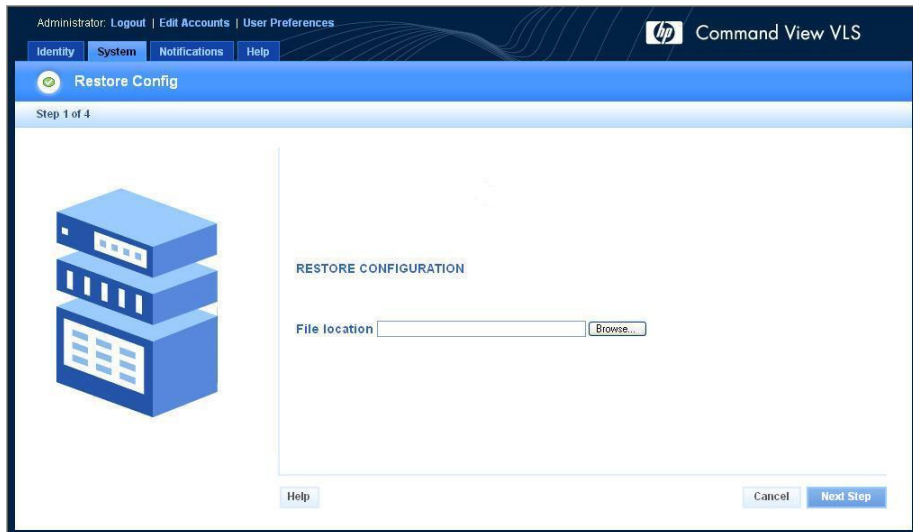 Administrator: Logout | Edit Accounts | User Preferences
hp Command View VLS
Identity System Notifications Help
Restore Config
Step 1 of 4
RESTORE CONFIGURATION
File location Browse...
Help Cancel Next Step